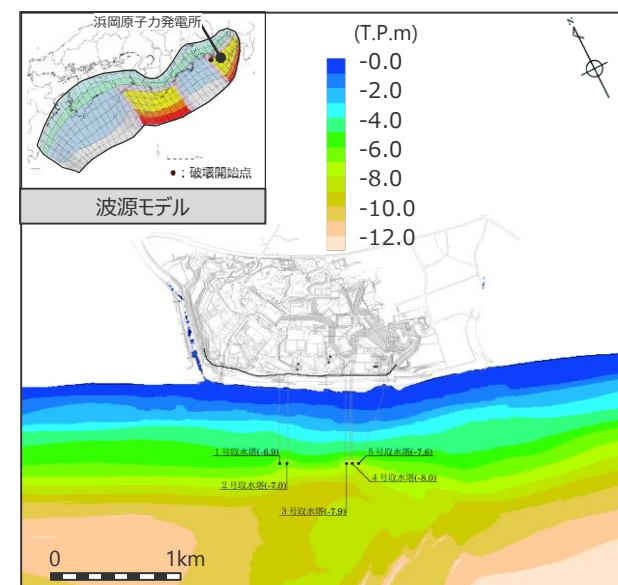 浜岡原子力発電所
●：破壊開始点
波源モデル
(T.P.m)
-0.0
-2.0
-4.0
-6.0
-8.0
-10.0
-12.0
N
1号取水塔(-6.9)
5号取水塔(-7.6)
2号取水塔(-7.0)
4号取水塔(-8.0)
3号取水塔(-7.9)
0 1km